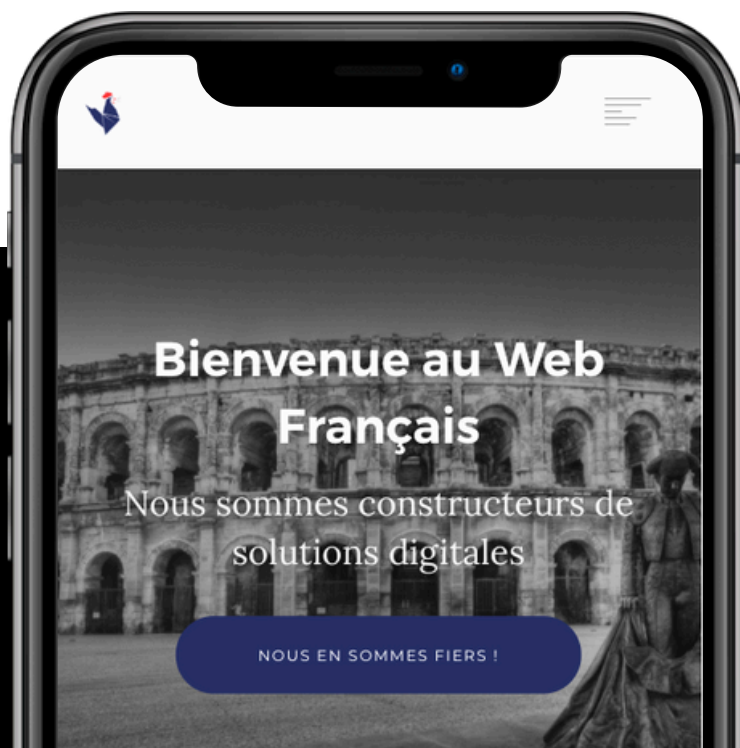 Bienvenue au Web
Français
Nous sommes constructeurs de
solutions digitales
NOUS EN SOMMES FIERS !